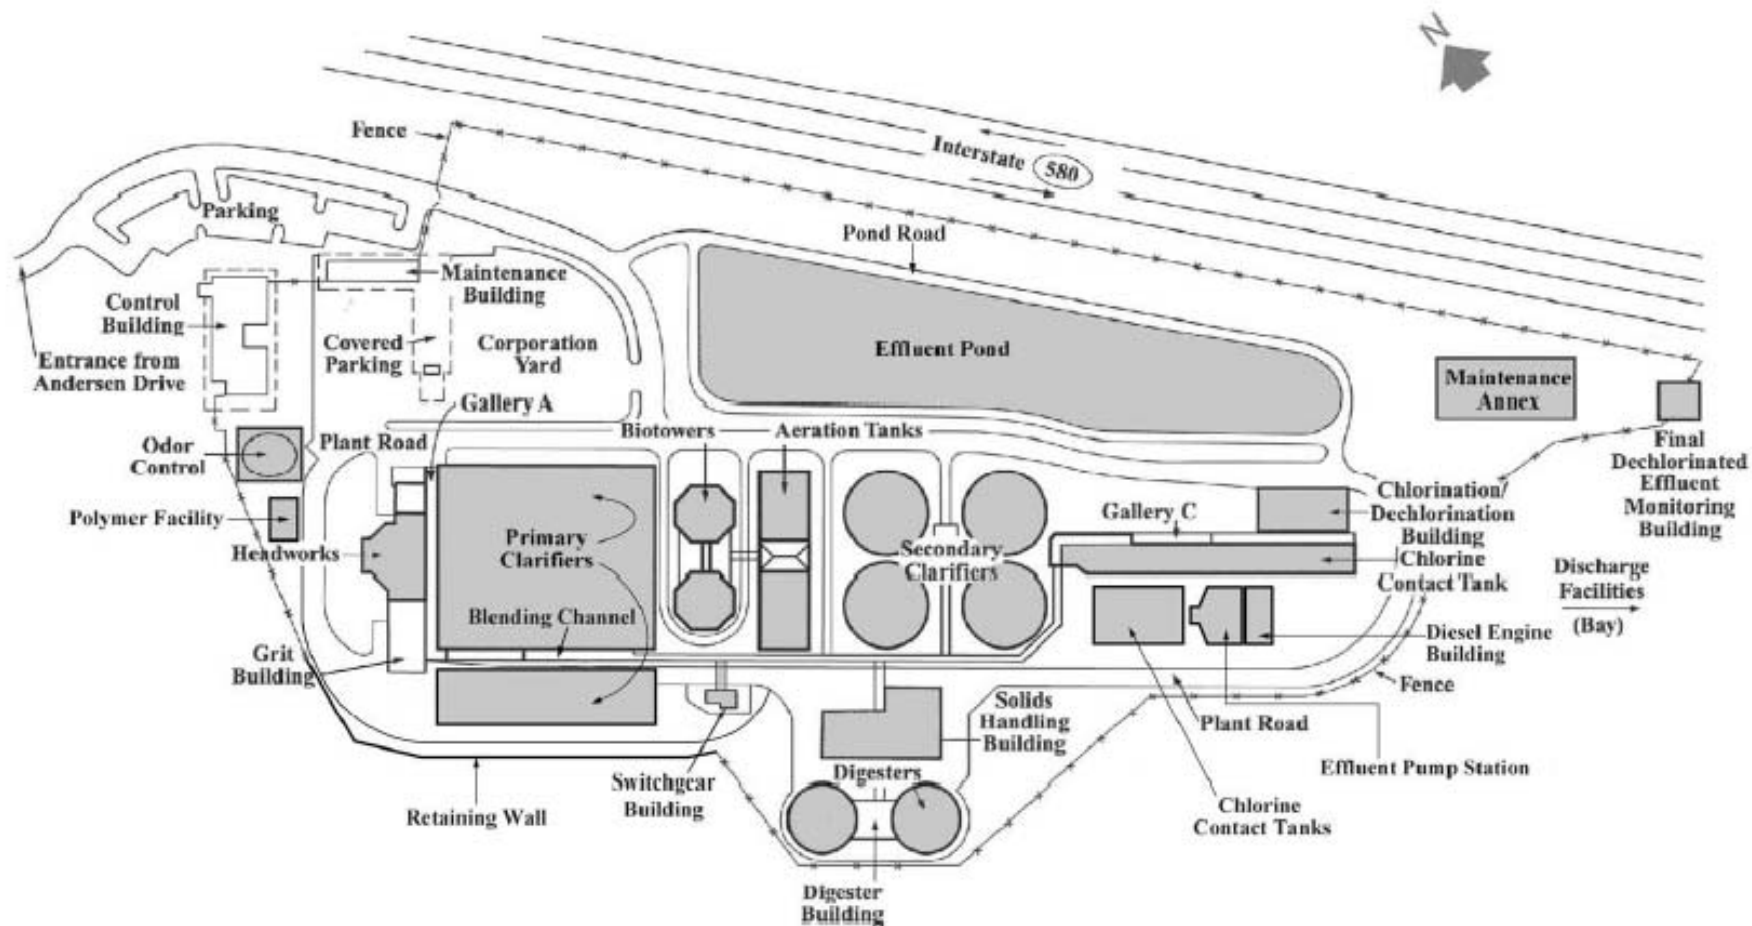 N
Fence
Interstate 580
Parking
Pond Road
Maintenance
Building
Control
Building
Covered
Parking
Corporation
Yard
Effluent Pond
Entrance from
Andersen Drive
Maintenance
Annex
Gallery A
Biotowers
Aeration Tanks
Plant Road
Odor
Control
Final
Dechlorinated
Effluent
Monitoring
Building
Polymer Facility
Headworks
Primary
Clarifiers
Secondary
Clarifiers
Gallery C
Chlorination/
Dechlorination
Building
Chlorine
Contact Tank
Discharge
Facilities
(Bay)
Blending Channel
Grit
Building
Diesel Engine
Building
Fence
Solids
Handling
Building
Plant Road
Effluent Pump Station
Switchgear
Building
Digesters
Retaining Wall
Chlorine
Contact Tanks
Digester
Building